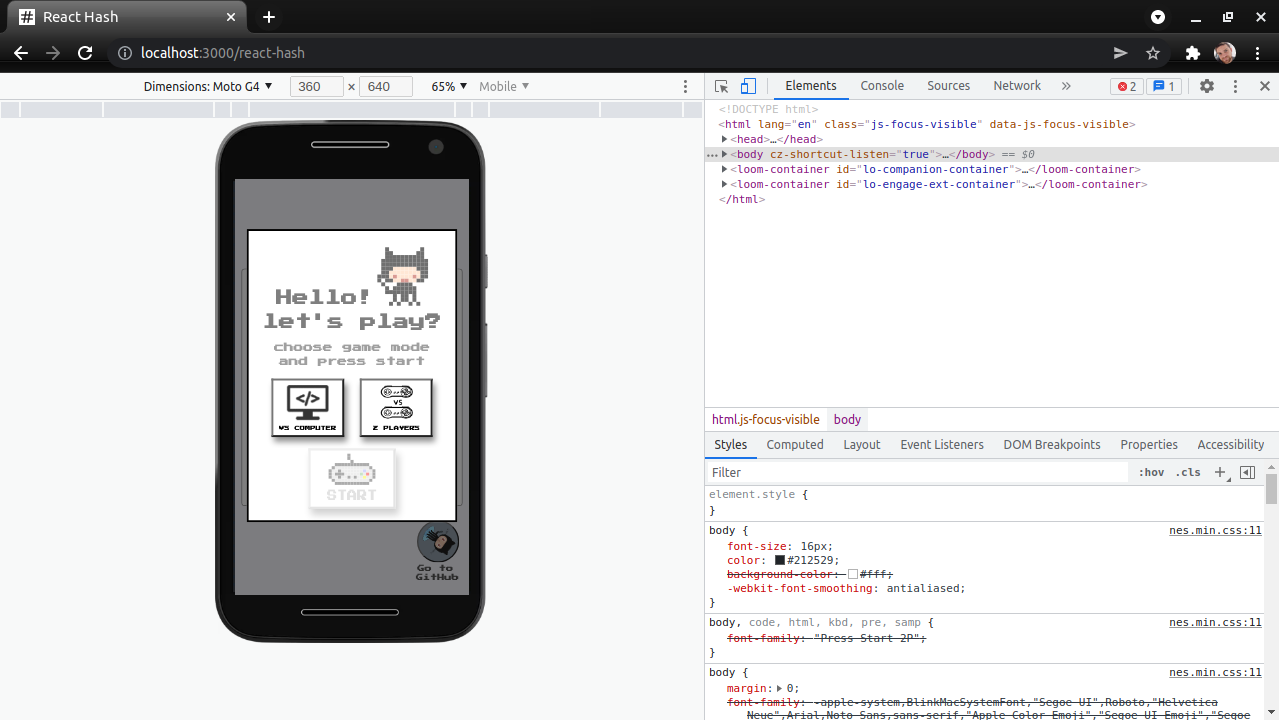 React Hash
localhost:3000/react-hash
Dimensions: Moto G4 360 × 640 65% Mobile
Elements Console Sources Network » 2 1
<!DOCTYPE html>
<html lang="en" class="js-focus-visible" data-js-focus-visible>
<head>…</head>
<body cz-shortcut-listen="true">…</body> == $0
<loom-container id="lo-companion-container">…</loom-container>
<loom-container id="lo-engage-ext-container">…</loom-container>
</html>
Hello!
let's play?
choose game mode
and press start
</>
VS COMPUTER
VS
2 PLAYERS
START
Go to
GitHub
html.js-focus-visible body
Styles Computed Layout Event Listeners DOM Breakpoints Properties Accessibility
Filter :hov .cls
element.style {
}
body { nes.min.css:11
font-size: 16px;
color: #212529;
background-color: #fff;
-webkit-font-smoothing: antialiased;
}
body, code, html, kbd, pre, samp { nes.min.css:11
font-family: "Press Start 2P";
}
body { nes.min.css:11
margin: 0;
font-family: -apple-system,BlinkMacSystemFont,"Segoe UI",Roboto,"Helvetica
Neue",Arial,Noto Sans,sans-serif,"Apple Color Emoji","Segoe UI Emoji","Segoe